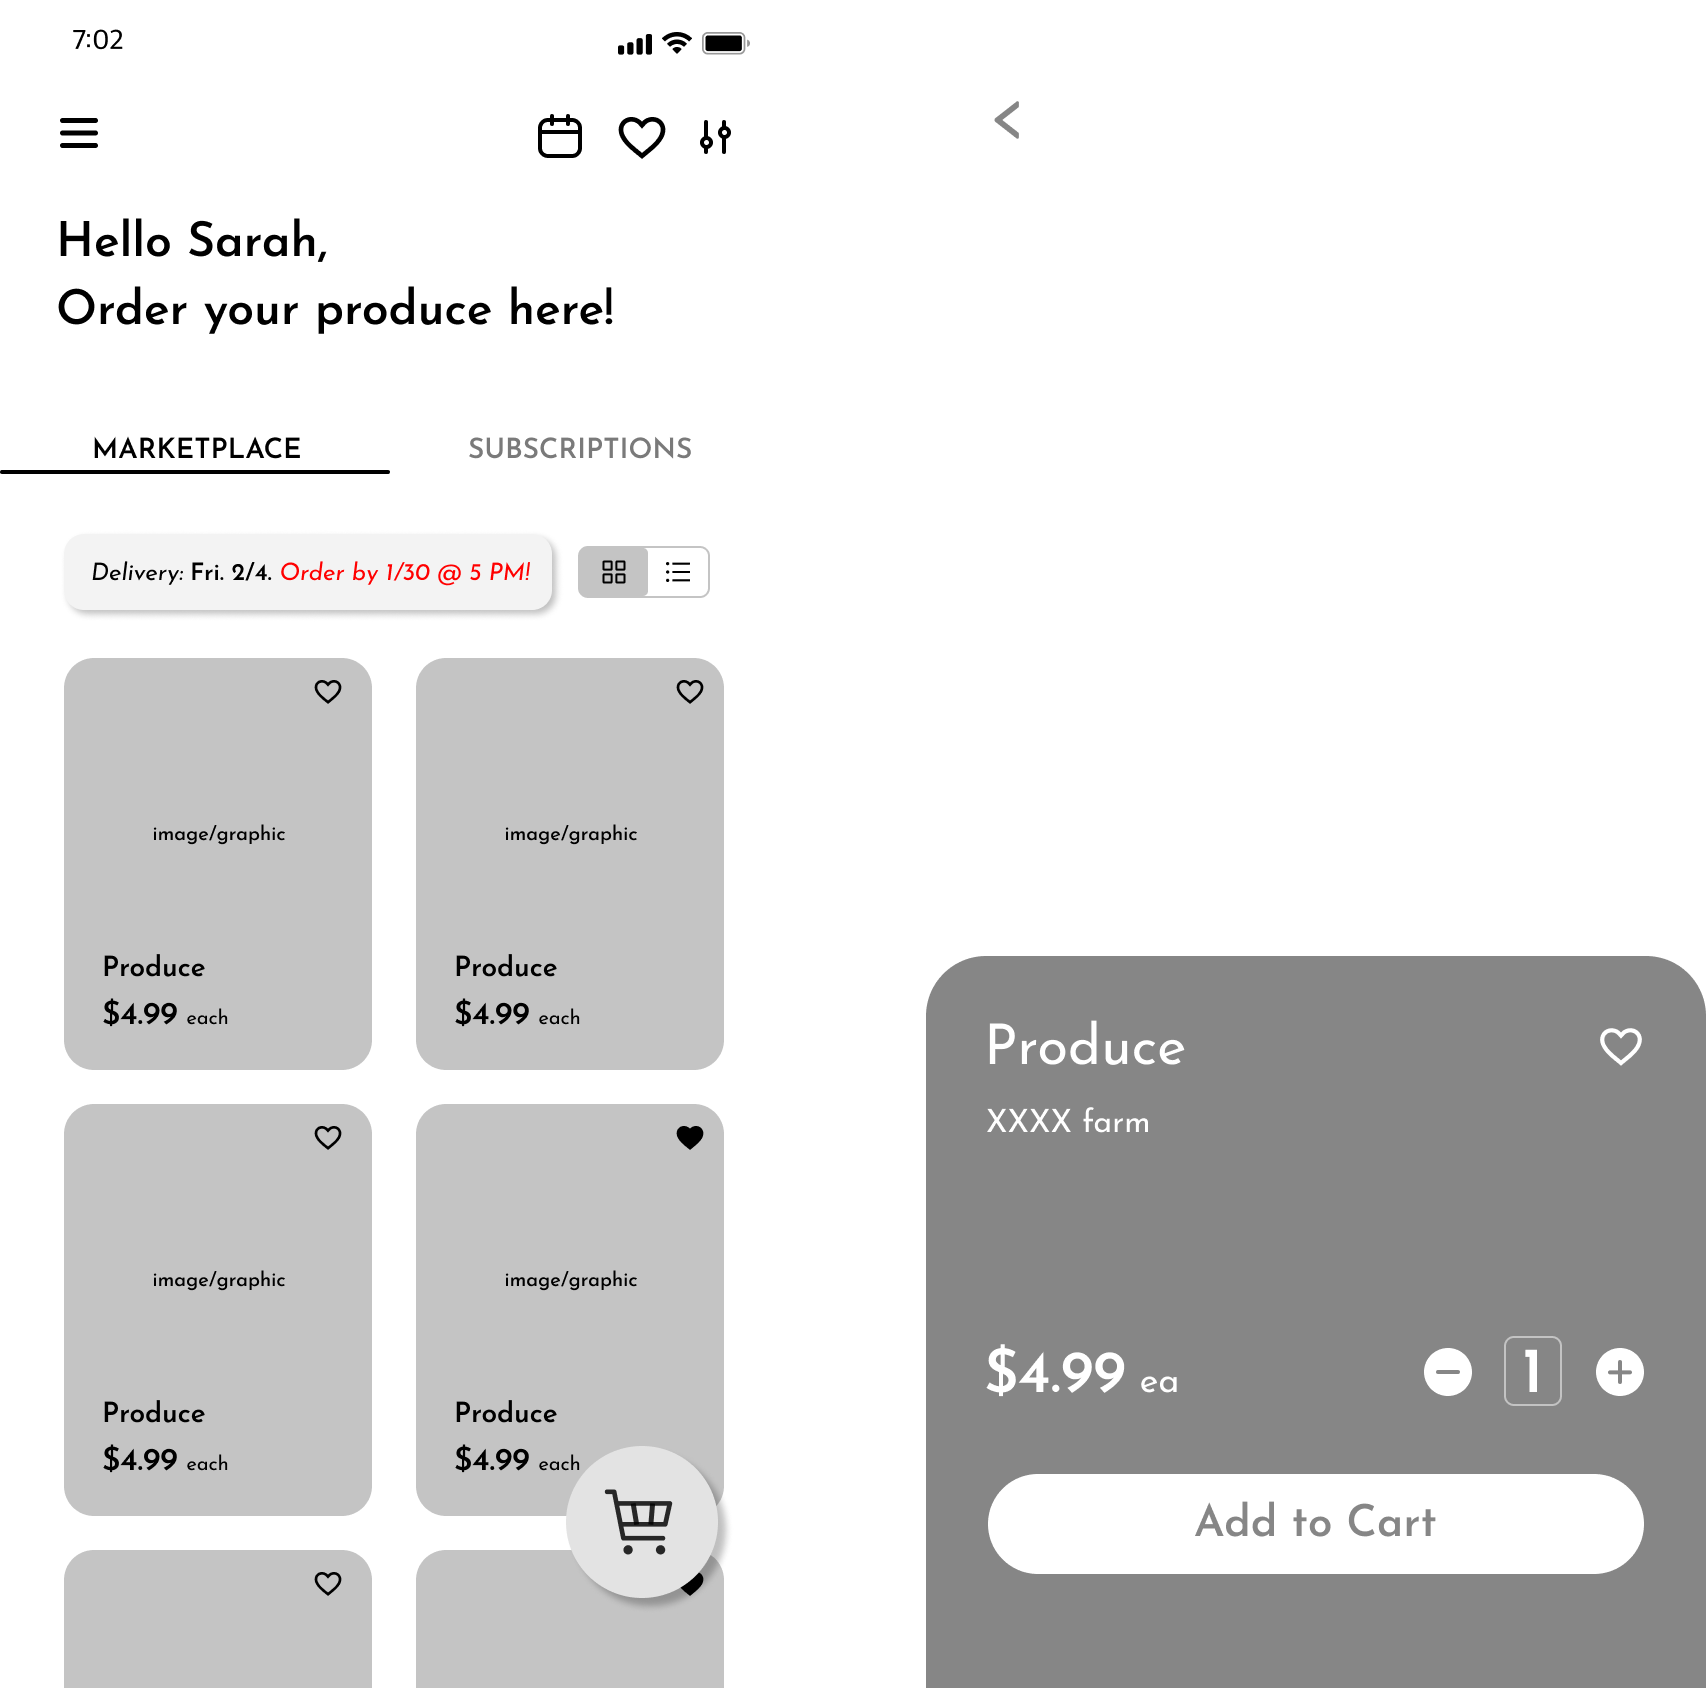 7:02
Hello Sarah,
Order your produce here!
MARKETPLACE
SUBSCRIPTIONS
Delivery: Fri. 2/4. Order by 1/30 @ 5 PM!
image/graphic
Produce
$4.99 each
image/graphic
Produce
$4.99 each
image/graphic
Produce
$4.99 each
image/graphic
Produce
$4.99 each
Produce
XXXX farm
$4.99 ea
1
Add to Cart